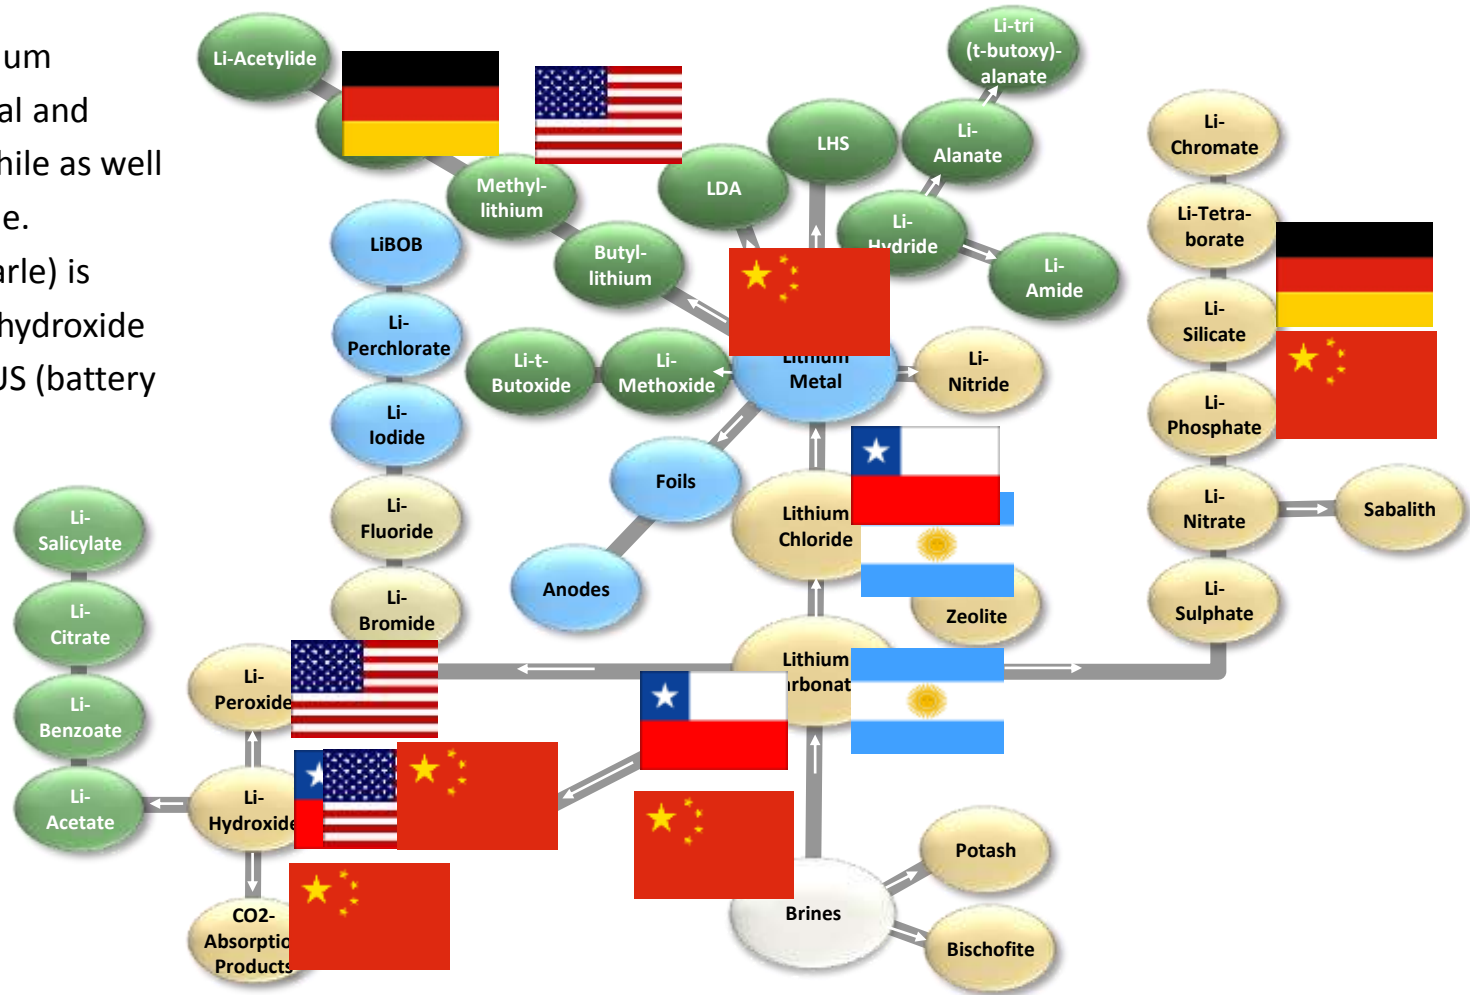 um
al and
hile as well
e.
arle) is
hydroxide
US (battery
Li-Acetylide
Methyl-
lithium
Butyl-
lithium
LDA
LHS
Li-tri
(t-butoxy)-
alanate
Li-
Alanate
Li-
Hydride
Li-
Amide
LiBOB
Li-
Perchlorate
Li-
Iodide
Li-
Fluoride
Li-
Bromide
Li-t-
Butoxide
Li-
Methoxide
Lithium
Metal
Li-
Nitride
Foils
Anodes
Lithium
Chloride
Zeolite
Lithium
arbonat
Li-
Chromate
Li-Tetra-
borate
Li-
Silicate
Li-
Phosphate
Li-
Nitrate
Sabalith
Li-
Sulphate
Li-
Salicylate
Li-
Citrate
Li-
Benzoate
Li-
Acetate
Li-
Peroxide
Li-
Hydroxide
CO2-
Absorptio
Products
Brines
Potash
Bischofite